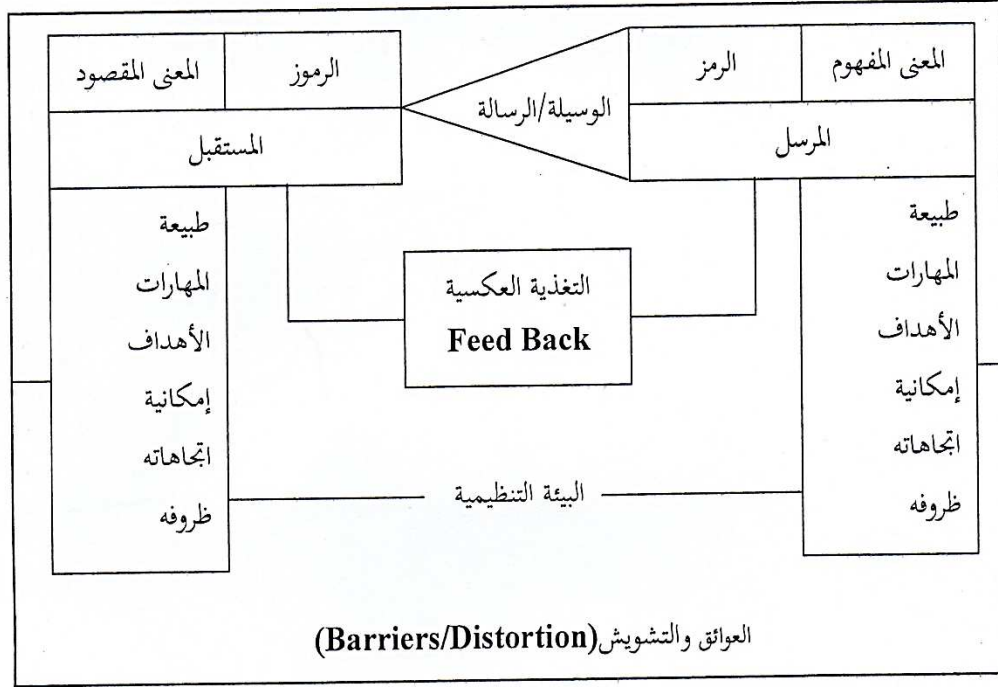 المعنى المفهوم
الرمز
الوسيلة/الرسالة
الرموز
المعنى المقصود
المرسل
المستقبل
طبيعة
المهارات
الأهداف
إمكانية
اتجاهاته
ظروفه
التغذية العكسية
Feed Back
طبيعة
المهارات
الأهداف
إمكانية
اتجاهاته
ظروفه
البيئة التنظيمية
العوائق والتشويش(Barriers/Distortion)